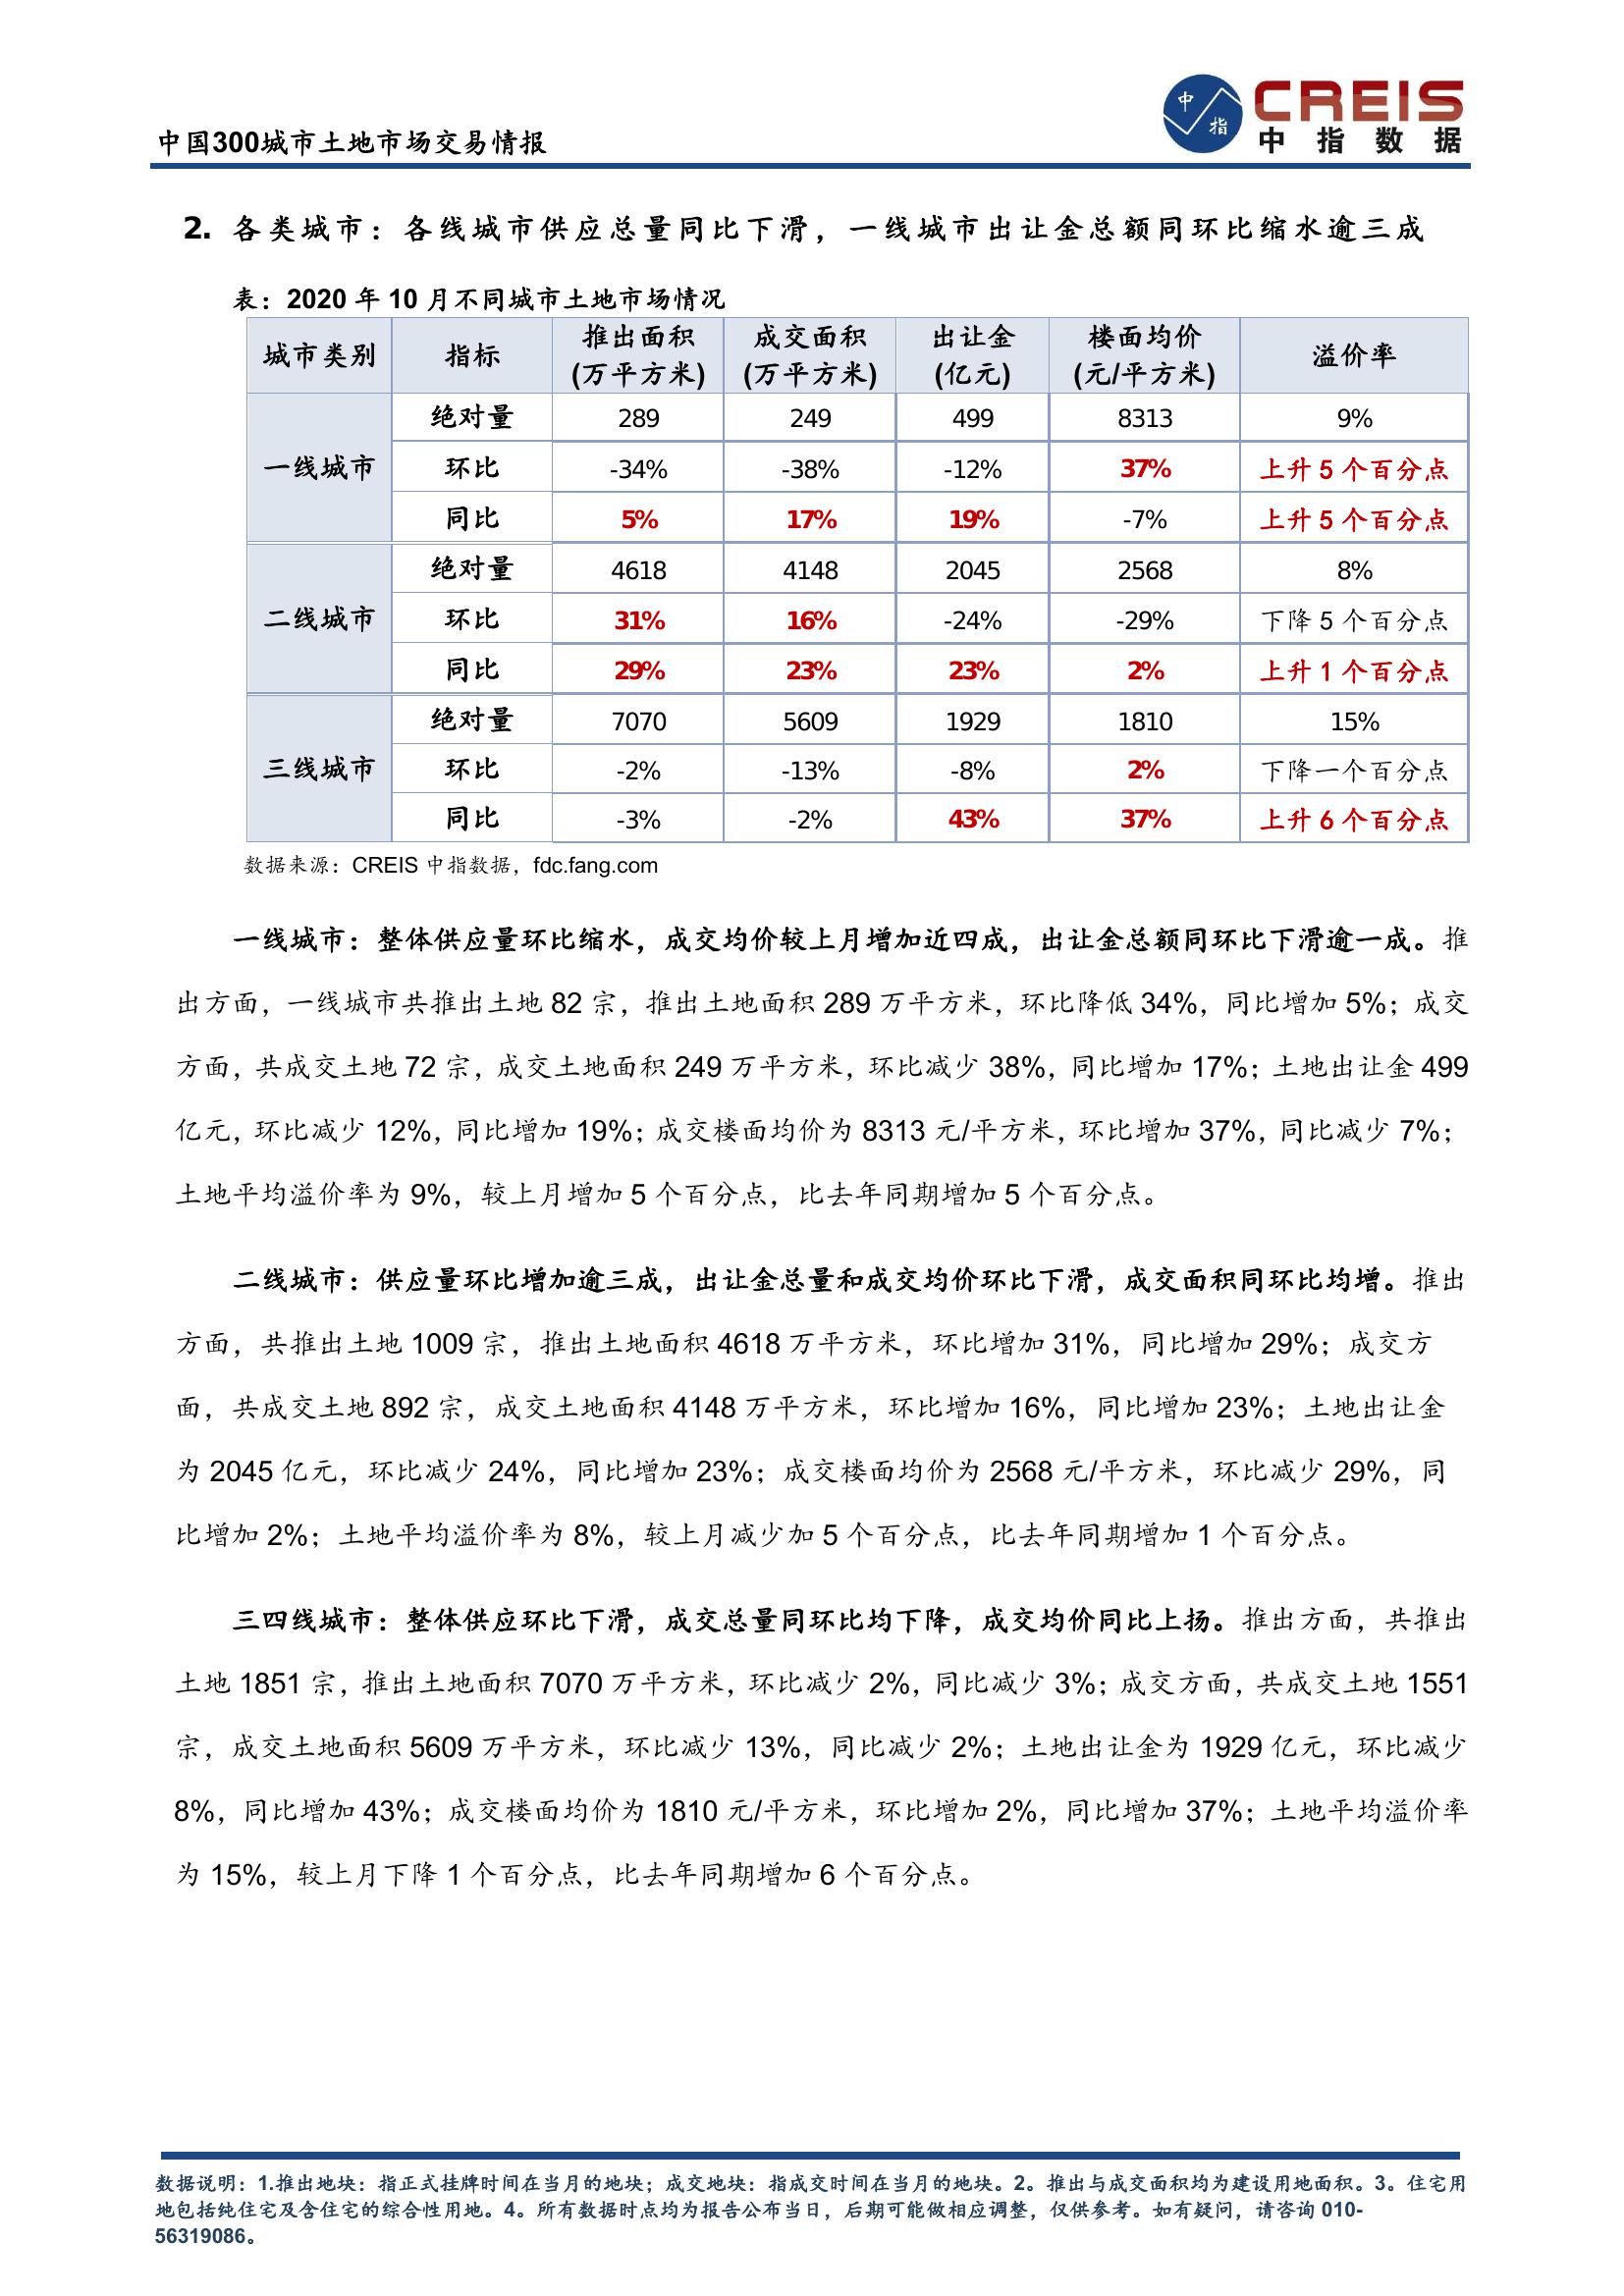 中国300城市土地市场交易情报
中指
CREIS
中指数据
2. 各类城市：各线城市供应总量同比下滑，一线城市出让金总额同环比缩水逾三成
表：2020 年 10 月不同城市土地市场情况
城市类别 指标 推出面积 (万平方米) 成交面积 (万平方米) 出让金 (亿元) 楼面均价 (元/平方米) 溢价率
一线城市 绝对量 289 249 499 8313 9%
环比 -34% -38% -12% 37% 上升 5 个百分点
同比 5% 17% 19% -7% 上升 5 个百分点
二线城市 绝对量 4618 4148 2045 2568 8%
环比 31% 16% -24% -29% 下降 5 个百分点
同比 29% 23% 23% 2% 上升 1 个百分点
三线城市 绝对量 7070 5609 1929 1810 15%
环比 -2% -13% -8% 2% 下降一个百分点
同比 -3% -2% 43% 37% 上升 6 个百分点
数据来源：CREIS 中指数据，fdc.fang.com
一线城市：整体供应量环比缩水，成交均价较上月增加近四成，出让金总额同环比下滑逾一成。推
出方面，一线城市共推出土地 82 宗，推出土地面积 289 万平方米，环比降低 34%，同比增加 5%；成交
方面，共成交土地 72 宗，成交土地面积 249 万平方米，环比减少 38%，同比增加 17%；土地出让金 499
亿元，环比减少 12%，同比增加 19%；成交楼面均价为 8313 元/平方米，环比增加 37%，同比减少 7%；
土地平均溢价率为 9%，较上月增加 5 个百分点，比去年同期增加 5 个百分点。
二线城市：供应量环比增加逾三成，出让金总量和成交均价环比下滑，成交面积同环比均增。推出
方面，共推出土地 1009 宗，推出土地面积 4618 万平方米，环比增加 31%，同比增加 29%；成交方
面，共成交土地 892 宗，成交土地面积 4148 万平方米，环比增加 16%，同比增加 23%；土地出让金
为 2045 亿元，环比减少 24%，同比增加 23%；成交楼面均价为 2568 元/平方米，环比减少 29%，同
比增加 2%；土地平均溢价率为 8%，较上月减少加 5 个百分点，比去年同期增加 1 个百分点。
三四线城市：整体供应环比下滑，成交总量同环比均下降，成交均价同比上扬。推出方面，共推出
土地 1851 宗，推出土地面积 7070 万平方米，环比减少 2%，同比减少 3%；成交方面，共成交土地 1551
宗，成交土地面积 5609 万平方米，环比减少 13%，同比减少 2%；土地出让金为 1929 亿元，环比减少
8%，同比增加 43%；成交楼面均价为 1810 元/平方米，环比增加 2%，同比增加 37%；土地平均溢价率
为 15%，较上月下降 1 个百分点，比去年同期增加 6 个百分点。
数据说明：1.推出地块：指正式挂牌时间在当月的地块；成交地块：指成交时间在当月的地块。2。推出与成交面积均为建设用地面积。3。住宅用
地包括纯住宅及含住宅的综合性用地。4。所有数据时点均为报告公布当日，后期可能做相应调整，仅供参考。如有疑问，请咨询 010-
56319086。